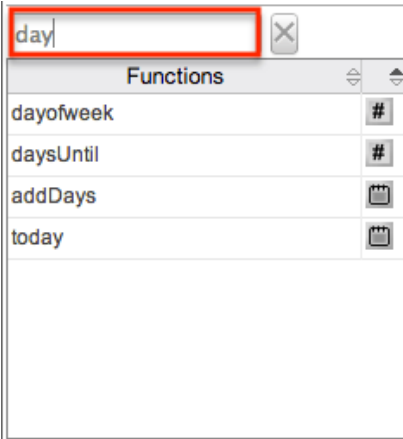 day
Functions
dayofweek #
daysUntil #
addDays
today